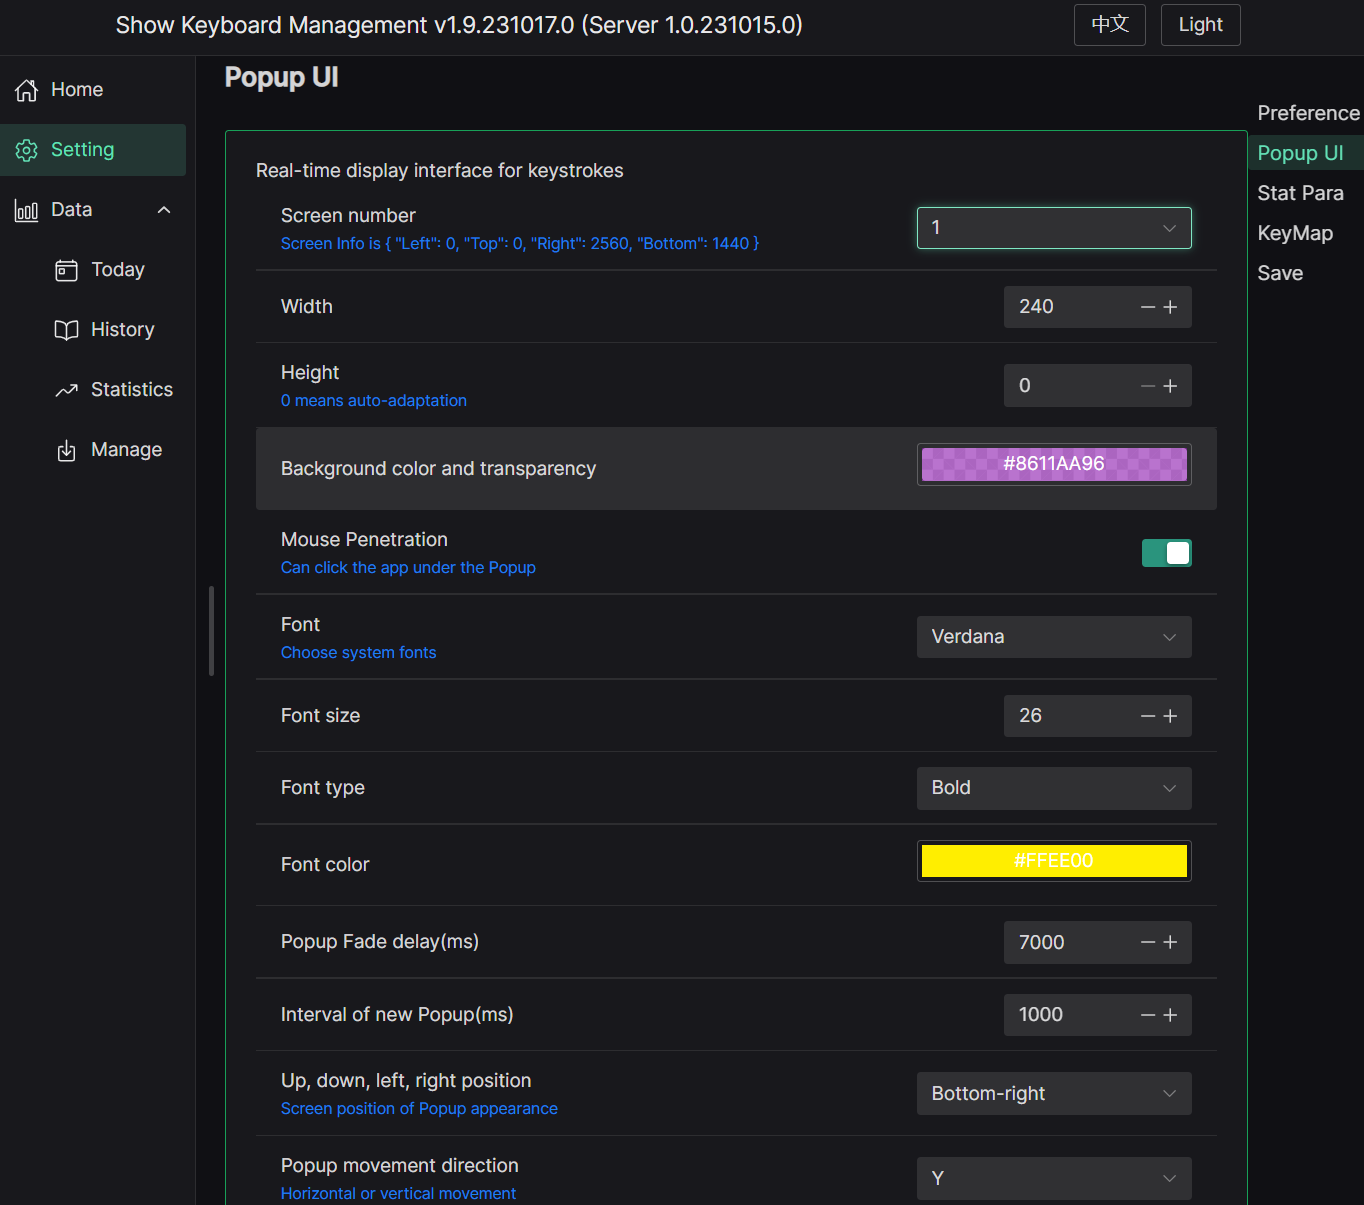 Show Keyboard Management v1.9.231017.0 (Server 1.0.231015.0)
中文
Light
Home
Setting
Data
Today
History
Statistics
Manage
Popup UI
Real-time display interface for keystrokes
Screen number
Screen Info is { "Left": 0, "Top": 0, "Right": 2560, "Bottom": 1440 }
1
Width
240
Height
0 means auto-adaptation
0
Background color and transparency
#8611AA96
Mouse Penetration
Can click the app under the Popup
Font
Choose system fonts
Verdana
Font size
26
Font type
Bold
Font color
#FFEE00
Popup Fade delay(ms)
7000
Interval of new Popup(ms)
1000
Up, down, left, right position
Screen position of Popup appearance
Bottom-right
Popup movement direction
Horizontal or vertical movement
Y
Preference
Popup UI
Stat Para
KeyMap
Save